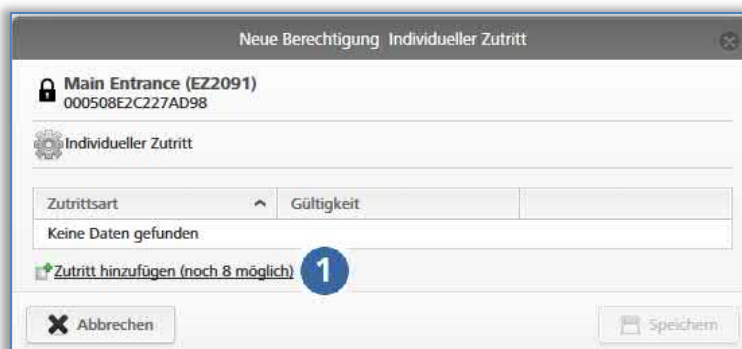 Neue Berechtigung Individueller Zutritt
Main Entrance (EZ2091)
000508E2C227AD98
Individueller Zutritt
Zutrittsart Gültigkeit
Keine Daten gefunden
Zutritt hinzufügen (noch 8 möglich) 1
Abbrechen Speichern